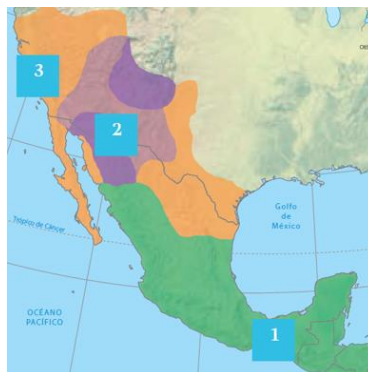 3
2
Golfo
de
México
Trópico de Cáncer
OCÉANO
PACÍFICO
1